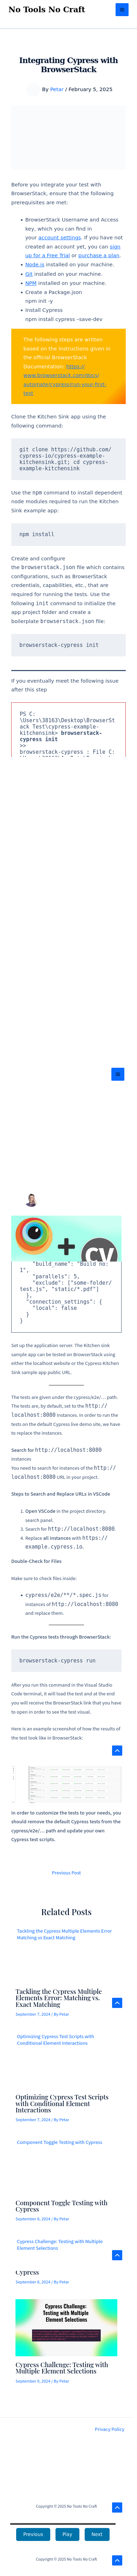 No Tools No Craft
Integrating Cypress with
BrowserStack
By Petar / February 5, 2025
Before you integrate your test with
BrowserStack, ensure that the following
prerequisites are met:
BrowserStack Username and Access
key, which you can find in
your account settings. If you have not
created an account yet, you can sign
up for a Free Trial or purchase a plan.
Node.js installed on your machine.
Git installed on your machine.
NPM installed on your machine.
Create a Package.json
npm init -y
Install Cypress
npm install cypress –save-dev
The following steps are written
based on the instructions given in
the official BrowserStack
Documentation: https://
www.browserstack.com/docs/
automate/cypress/run-your-first-
test
Clone the Kitchen Sink app using the
following command:
git clone https://github.com/
cypress-io/cypress-example-
kitchensink.git; cd cypress-
example-kitchensink
Use the npm command to install dependent
node modules required to run the Kitchen
Sink example app:
npm install
Create and configure
the browserstack.json file which contains
configurations, such as BrowserStack
credentials, capabilities, etc., that are
required for running the tests. Use the
following init command to initialize the
app project folder and create a
boilerplate browserstack.json file:
browserstack-cypress init
If you eventually meet the following issue
after this step
PS C:
\Users\38163\Desktop\BrowserSt
ack Test\cypress-example-
kitchensink> browserstack-
cypress init
>>
browserstack-cypress : File C:
"build_name": "Build no:
1",
"parallels": 5,
"exclude": ["some-folder/
test.js", "static/*.pdf"]
},
"connection_settings": {
"local": false
}
}
Set up the application server. The Kitchen sink
sample app can be tested on BrowserStack using
either the localhost website or the Cypress Kitchen
Sink sample app public URL.
The tests are given under the cypress/e2e/… path.
The tests are, by default, set to the http://
localhost:8080 instances. In order to run the
tests on the default Cypress live demo site, we have
to replace the instances.
Search for http://localhost:8080
instances
You need to search for instances of the http://
localhost:8080 URL in your project.
Steps to Search and Replace URLs in VSCode
1. Open VSCode in the project directory.
search panel.
3. Search for http://localhost:8080.
4. Replace all instances with https://
example.cypress.io.
Double-Check for Files
Make sure to check files inside:
cypress/e2e/**/*.spec.js for
instances of http://localhost:8080
and replace them.
Run the Cypress tests through BrowserStack:
browserstack-cypress run
After you run this command in the Visual Studio
Code terminal, it will load the test and at the end
you will receive the BrowserStack link that you have
to open in order to see the test visual.
Here is an example screenshot of how the results of
the test look like in BrowserStack:
In order to customize the tests to your needs, you
should remove the default Cypress tests from the
cypress/e2e/… path and update your own
Cypress test scripts.
Previous Post
Related Posts
Tackling the Cypress Multiple Elements Error
Matching vs Exact Matching
Tackling the Cypress Multiple
Elements Error: Matching vs.
Exact Matching
September 7, 2024 / By Petar
Optimizing Cypress Test Scripts with
Conditional Element Interactions
Optimizing Cypress Test Scripts
with Conditional Element
Interactions
September 7, 2024 / By Petar
Component Toggle Testing with Cypress
Component Toggle Testing with
Cypress
September 8, 2024 / By Petar
Cypress Challenge: Testing with Multiple
Element Selections
Cypress
September 8, 2024 / By Petar
Cypress Challenge:
Testing with Multiple
Element Selections
Cypress Challenge: Testing with
Multiple Element Selections
September 9, 2024 / By Petar
Privacy Policy
Copyright © 2025 No Tools No Craft
Previous Play Next
Copyright © 2025 No Tools No Craft